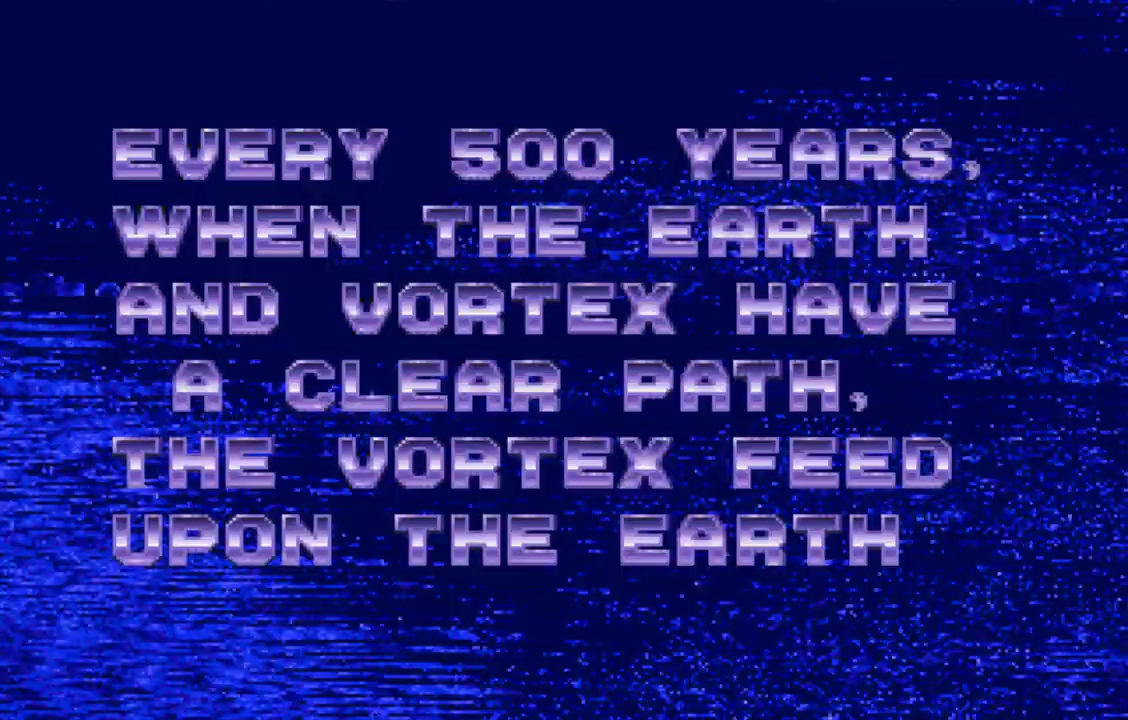 EVERY 500 YEARS,
WHEN THE EARTH
AND VORTEX HAVE
A CLEAR PATH,
THE VORTEX FEED
UPON THE EARTH